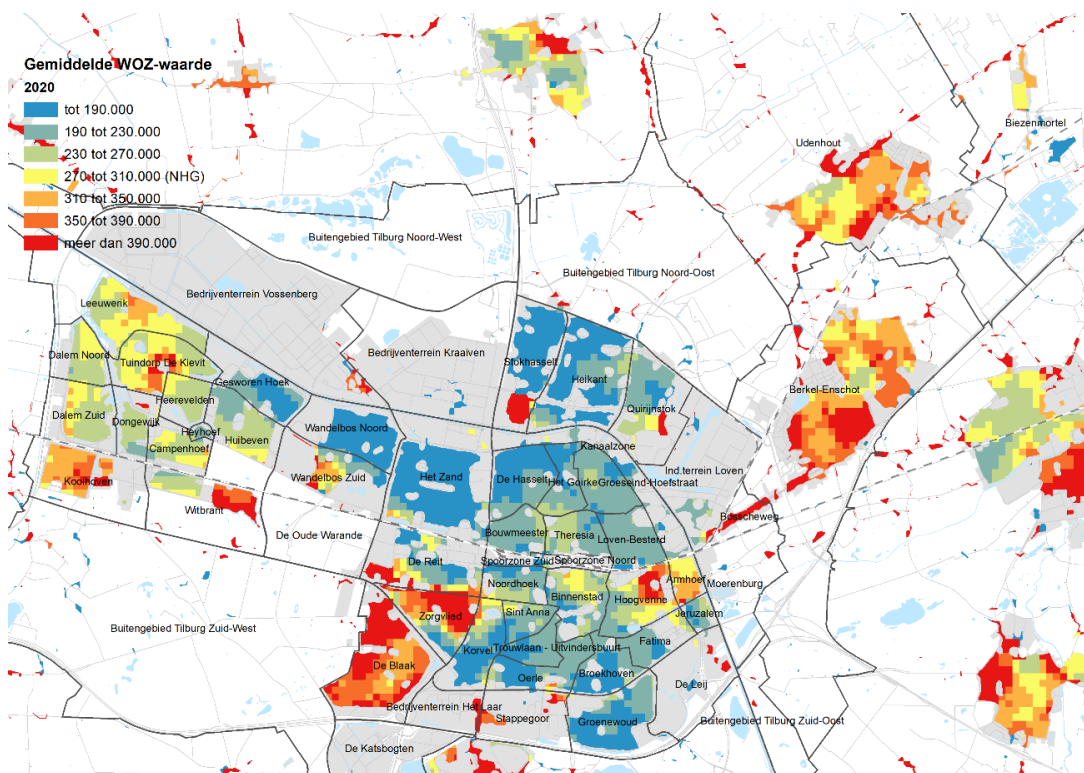 Gemiddelde WOZ-waarde
2020
tot 190.000
190 tot 230.000
230 tot 270.000
270 tot 310.000 (NHG)
310 tot 350.000
350 tot 390.000
meer dan 390.000
Biezenmortel
Udenhout
Buitengebied Tilburg Noord-West
Buitengebied Tilburg Noord-Oost
Bedrijventerrein Vossenberg
Leeuwerik
Bedrijventerrein Kraaiven
Dalem Noord
Tuindorp De Kievit
Stokhasselt
Gesworen Hoek
Heikant
Berkel-Enschot
Heerevelden
Quirijnstok
Dalem Zuid
Dongewijk
Heyhoef
Huibeven
Wandelbos Noord
Campenhoef
Kanaalzone
Ind.terrein Loven
Koolhoven
Wandelbos Zuid
Het Zand
De Hasselt
Het Goirke
Groeseind-Hoefstraat
Witbrant
Bosscheweg
De Oude Warande
Bouwmeester
Theresia
Loven-Besterd
De Reit
Spoorzone Zuid
Spoorzone Noord
Noordhoek
Armhoef
Moerenburg
Binnenstad
Hoogvenne
Zorgvlied
Sint Anna
Jeruzalem
Buitengebied Tilburg Zuid-West
Fatima
Korvel
Trouwlaan - Uitvindersbuurt
De Blaak
Oerle
Broekhoven
De Leij
Bedrijventerrein Het Laar
Stappegoor
Groenewoud
Buitengebied Tilburg Zuid-Oost
De Katsbogten